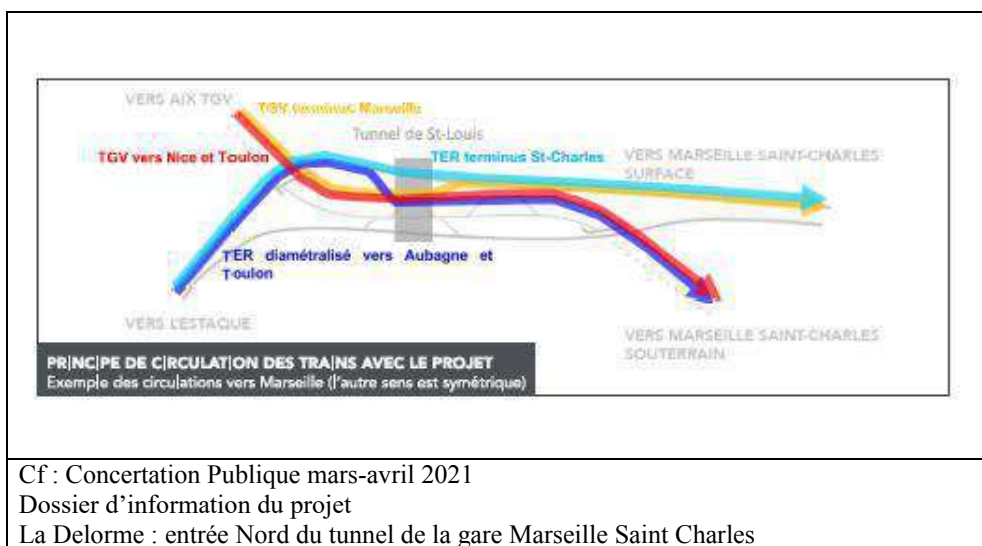 VERS AIX TGV
TGV terminus Marseille
Tunnel de St-Louis
TGV vers Nice et Toulon
TER terminus St-Charles
VERS MARSEILLE SAINT-CHARLES
SURFACE
TER diamétralisé vers Aubagne et
Toulon
VERS L'ESTAQUE
VERS MARSEILLE SAINT-CHARLES
SOUTERRAIN
PRINCIPE DE CIRCULATION DES TRAINS AVEC LE PROJET
Exemple des circulations vers Marseille (l'autre sens est symétrique)
Cf : Concertation Publique mars-avril 2021
Dossier d'information du projet
La Delorme : entrée Nord du tunnel de la gare Marseille Saint Charles